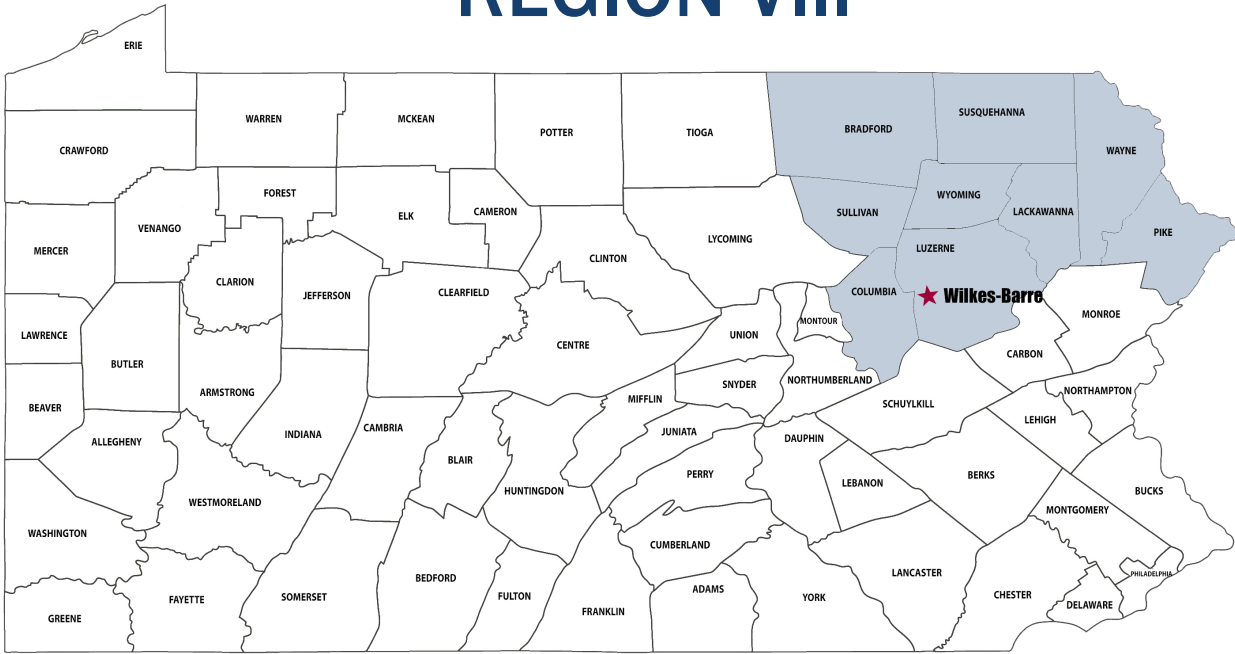 REGION VIII
ERIE
WARREN
MCKEAN
POTTER
TIOGA
BRADFORD
SUSQUEHANNA
WAYNE
CRAWFORD
FOREST
ELK
CAMERON
SULLIVAN
WYOMING
LACKAWANNA
PIKE
MERCER
VENANGO
CLARION
JEFFERSON
CLEARFIELD
CLINTON
LYCOMING
LUZERNE
COLUMBIA
Wilkes-Barre
MONTOUR
MONROE
LAWRENCE
BUTLER
ARMSTRONG
CENTRE
UNION
SNYDER
NORTHUMBERLAND
CARBON
NORTHAMPTON
BEAVER
ALLEGHENY
INDIANA
CAMBRIA
BLAIR
MIFFLIN
JUNIATA
SCHUYLKILL
LEHIGH
DAUPHIN
PERRY
LEBANON
BERKS
HUNTINGDON
WESTMORELAND
WASHINGTON
MONTGOMERY
BUCKS
CUMBERLAND
LANCASTER
PHILADELPHIA
GREENE
FAYETTE
SOMERSET
BEDFORD
FULTON
FRANKLIN
ADAMS
YORK
CHESTER
DELAWARE